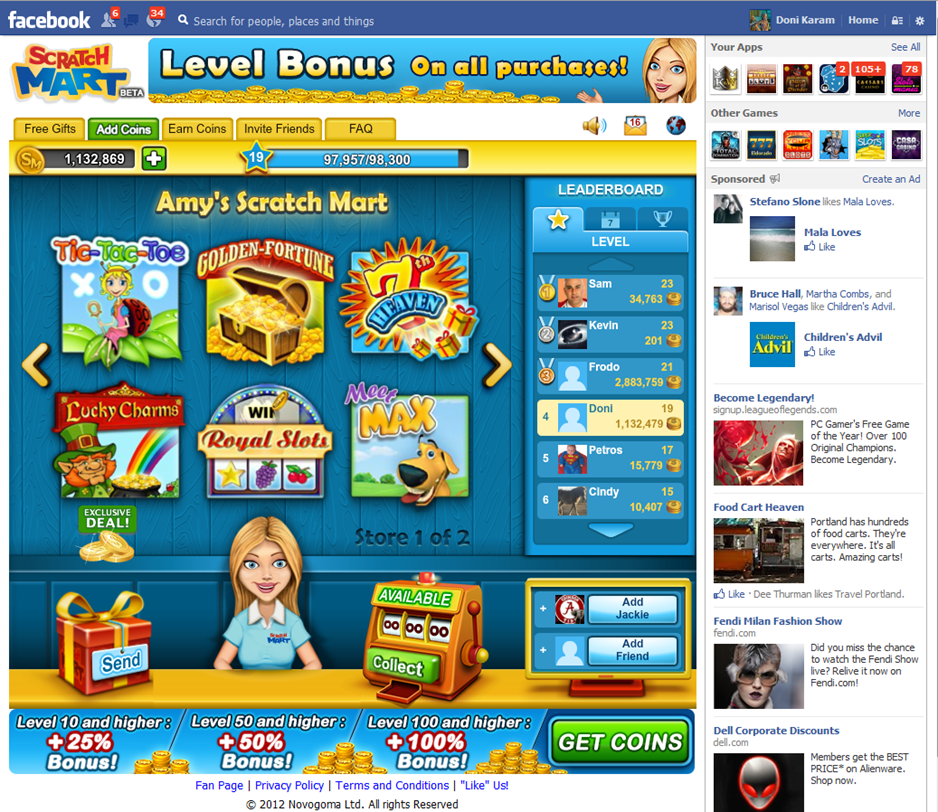 facebook
6
34
Search for people, places and things
Doni Karam
Home
SCRATCH
MART
BETA
Level Bonus On all purchases!
Free Gifts
Add Coins
Earn Coins
Invite Friends
FAQ
16
SM
1,132,869
19
97,957/98,300
Amy's Scratch Mart
Tic-Tac-Toe
X O
GOLDEN-FORTUNE
7th
HEAVEN
Lucky Charms
WIN
Royal Slots
Meet
MAX
EXCLUSIVE
DEAL!
Store 1 of 2
LEADERBOARD
7
LEVEL
1
Sam
23
34,763
2
Kevin
23
201
3
Frodo
21
2,883,759
4
Doni
19
1,132,479
5
Petros
17
15,779
6
Cindy
15
10,407
Send
SCRATCH
MART
AVAILABLE
000
Collect
+
Add
Jackie
+
Add
Friend
Level 10 and higher :
+25%
Bonus!
Level 50 and higher :
+50%
Bonus!
Level 100 and higher :
+100%
Bonus!
GET COINS
Fan Page | Privacy Policy | Terms and Conditions | "Like" Us!
© 2012 Novogoma Ltd. All rights Reserved
Your Apps
See All
2
105+
CAESARS
CASINO
78
Other Games
More
TOTAL
DOMINATION
777
Eldorado
SLOTS
SLOTS
CASA
CASINO
Sponsored
Create an Ad
Stefano Slone likes Mala Loves.
Mala Loves
Like
Bruce Hall, Martha Combs, and
Marisol Vegas like Children's Advil.
Children's
Advil
Children's Advil
Like
Become Legendary!
signup.leagueoflegends.com
PC Gamer's Free Game
of the Year! Over 100
Original Champions.
Become Legendary.
Food Cart Heaven
Portland has hundreds
of food carts. They're
everywhere. It's all
carts. Amazing carts!
Like · Dee Thurman likes Travel Portland.
Fendi Milan Fashion Show
fendi.com
Did you miss the chance
to watch the Fendi Show
live? Relive it now on
Fendi.com!
Dell Corporate Discounts
dell.com
Members get the BEST
PRICE* on Alienware.
Shop now.